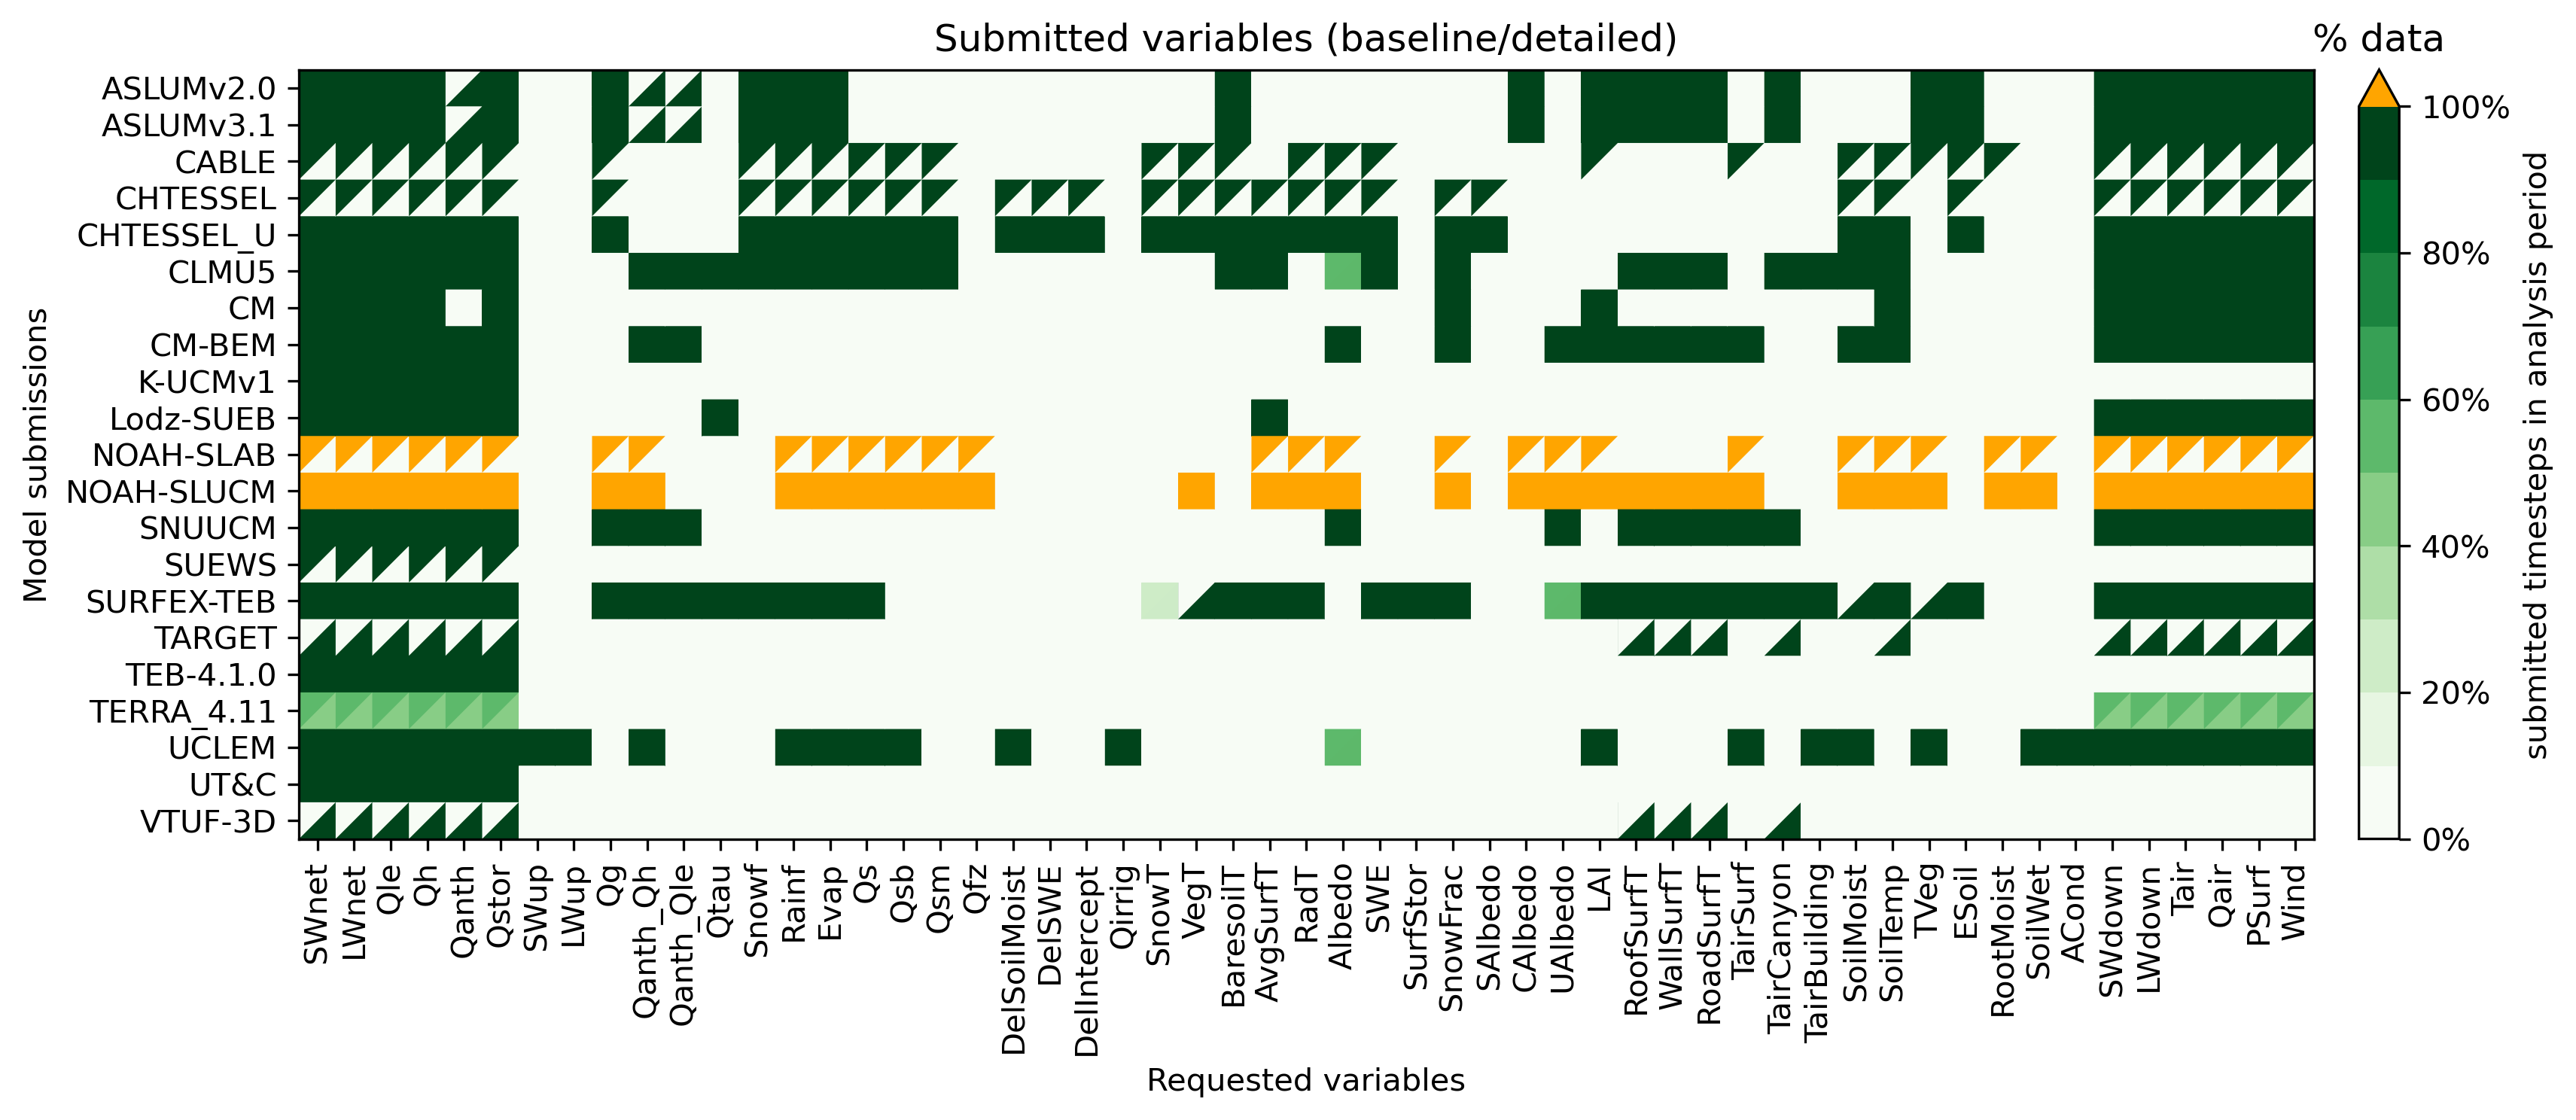 Submitted variables (baseline/detailed)
% data
Model submissions
ASLUMv2.0
ASLUMv3.1
CABLE
CHTESSEL
CHTESSEL_U
CLMU5
CM
CM-BEM
K-UCMv1
Lodz-SUEB
NOAH-SLAB
NOAH-SLUCM
SNUUCM
SUEWS
SURFEX-TEB
TARGET
TEB-4.1.0
TERRA_4.11
UCLEM
UT&C
VTUF-3D
SWnet
LWnet
Qle
Qh
Qanth
Qstor
SWup
LWup
Qg
Qanth_Qh
Qanth_Qle
Qtau
Snowf
Rainf
Evap
Qs
Qsb
Qsm
Qfz
DelSoilMoist
DelSWE
DelIntercept
Qirrig
SnowT
VegT
BaresoilT
AvgSurfT
RadT
Albedo
SWE
SurfStor
SnowFrac
SAlbedo
CAlbedo
UAlbedo
LAI
RoofSurfT
WallSurfT
RoadSurfT
TairSurf
TairCanyon
TairBuilding
SoilMoist
SoilTemp
TVeg
ESoil
RootMoist
SoilWet
ACond
SWdown
LWdown
Tair
Qair
PSurf
Wind
Requested variables
100%
80%
60%
40%
20%
0%
submitted timesteps in analysis period